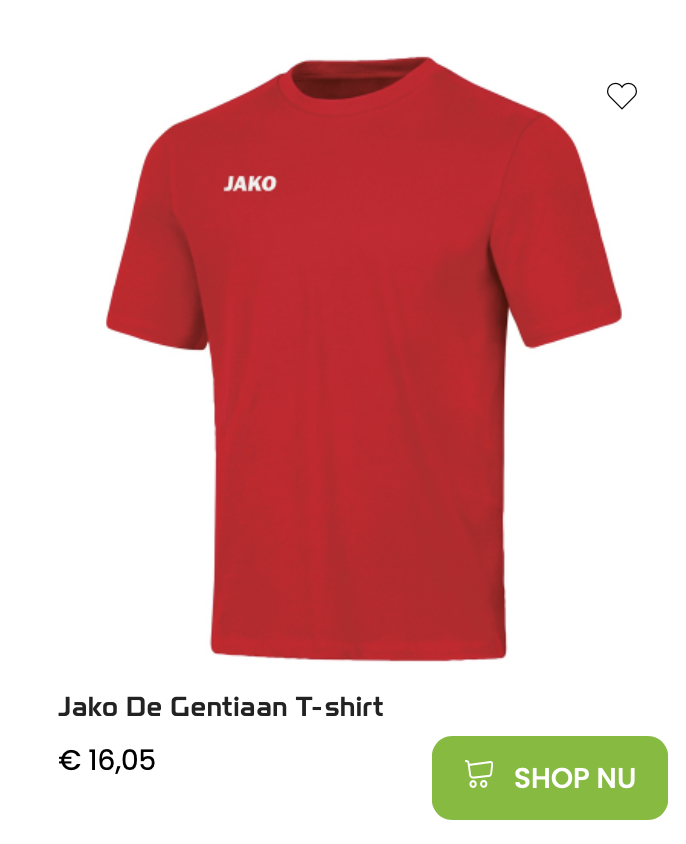 JAKO
Jako De Gentiaan T-shirt
€ 16,05
SHOP NU